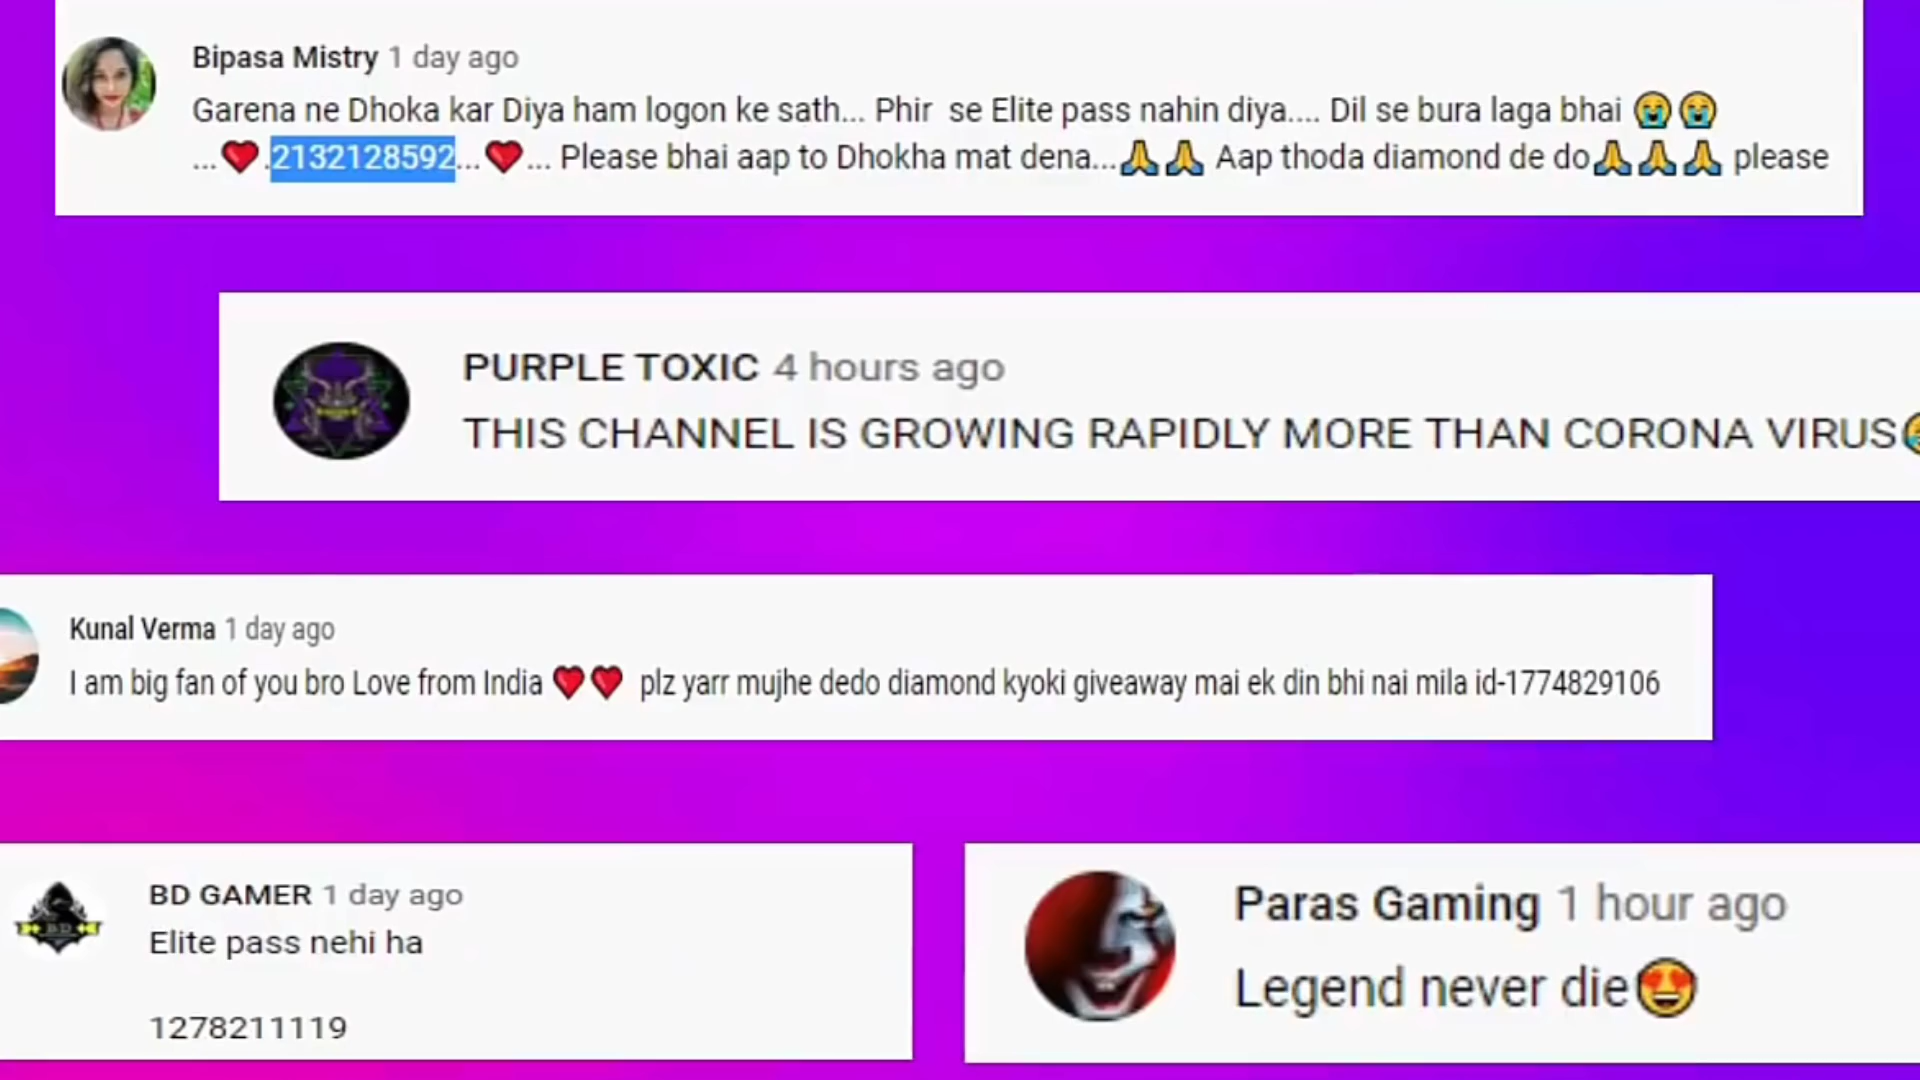 Bipasa Mistry 1 day ago
Garena ne Dhoka kar Diya ham logon ke sath... Phir se Elite pass nahin diya.... Dil se bura laga bhai 😭😭
...❤️.2132128592...❤️... Please bhai aap to Dhokha mat dena...🙏🙏 Aap thoda diamond de do🙏🙏🙏 please
PURPLE TOXIC 4 hours ago
THIS CHANNEL IS GROWING RAPIDLY MORE THAN CORONA VIRUS
Kunal Verma 1 day ago
I am big fan of you bro Love from India ❤️❤️ plz yarr mujhe dedo diamond kyoki giveaway mai ek din bhi nai mila id-1774829106
BD GAMER 1 day ago
Elite pass nehi ha
1278211119
Paras Gaming 1 hour ago
Legend never die😍
BD